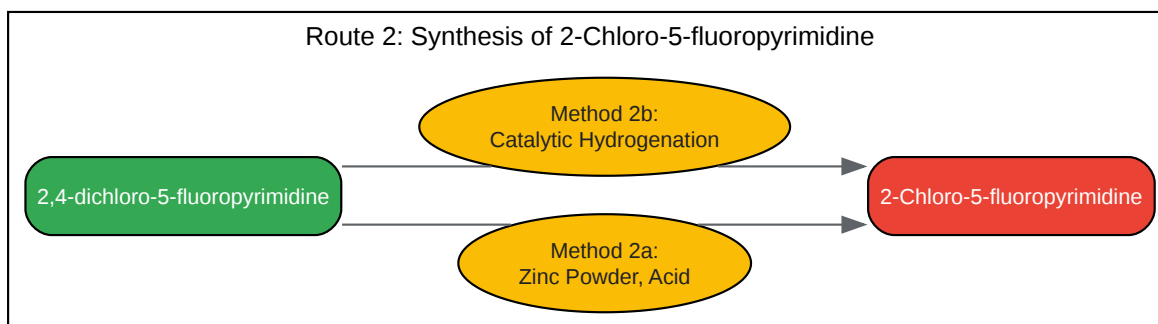 Route 2: Synthesis of 2-Chloro-5-fluoropyrimidine
Method 2b:
Catalytic Hydrogenation
2,4-dichloro-5-fluoropyrimidine
2-Chloro-5-fluoropyrimidine
Method 2a:
Zinc Powder, Acid